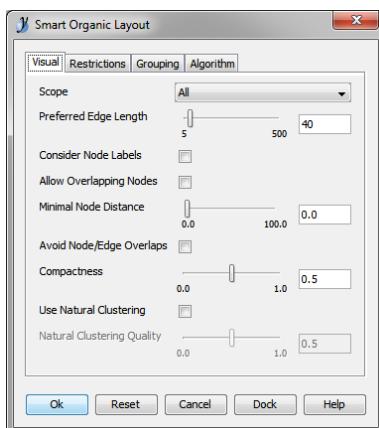 Smart Organic Layout
Visual Restrictions Grouping Algorithm
Scope All
Preferred Edge Length 40
5 500
Consider Node Labels
Allow Overlapping Nodes
Minimal Node Distance 0.0
0.0 100.0
Avoid Node/Edge Overlaps
Compactness 0.5
0.0 1.0
Use Natural Clustering
Natural Clustering Quality 0.5
0.0 1.0
Ok Reset Cancel Dock Help